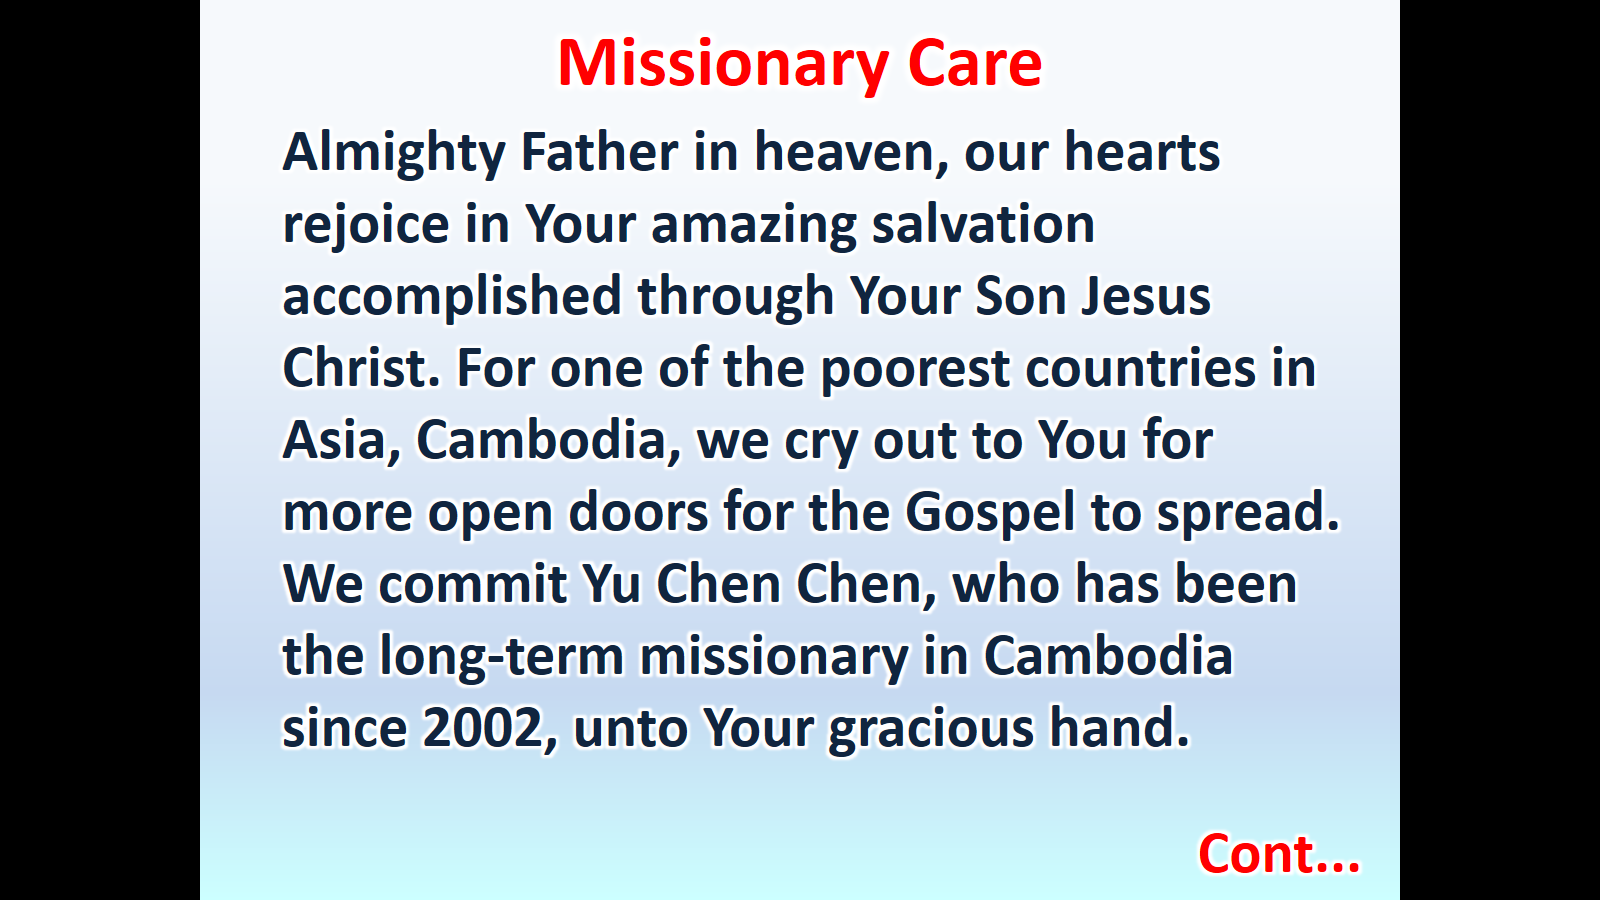 Missionary Care
Almighty Father in heaven, our hearts
rejoice in Your amazing salvation
accomplished through Your Son Jesus
Christ. For one of the poorest countries in
Asia, Cambodia, we cry out to You for
more open doors for the Gospel to spread.
We commit Yu Chen Chen, who has been
the long-term missionary in Cambodia
since 2002, unto Your gracious hand.
Cont...